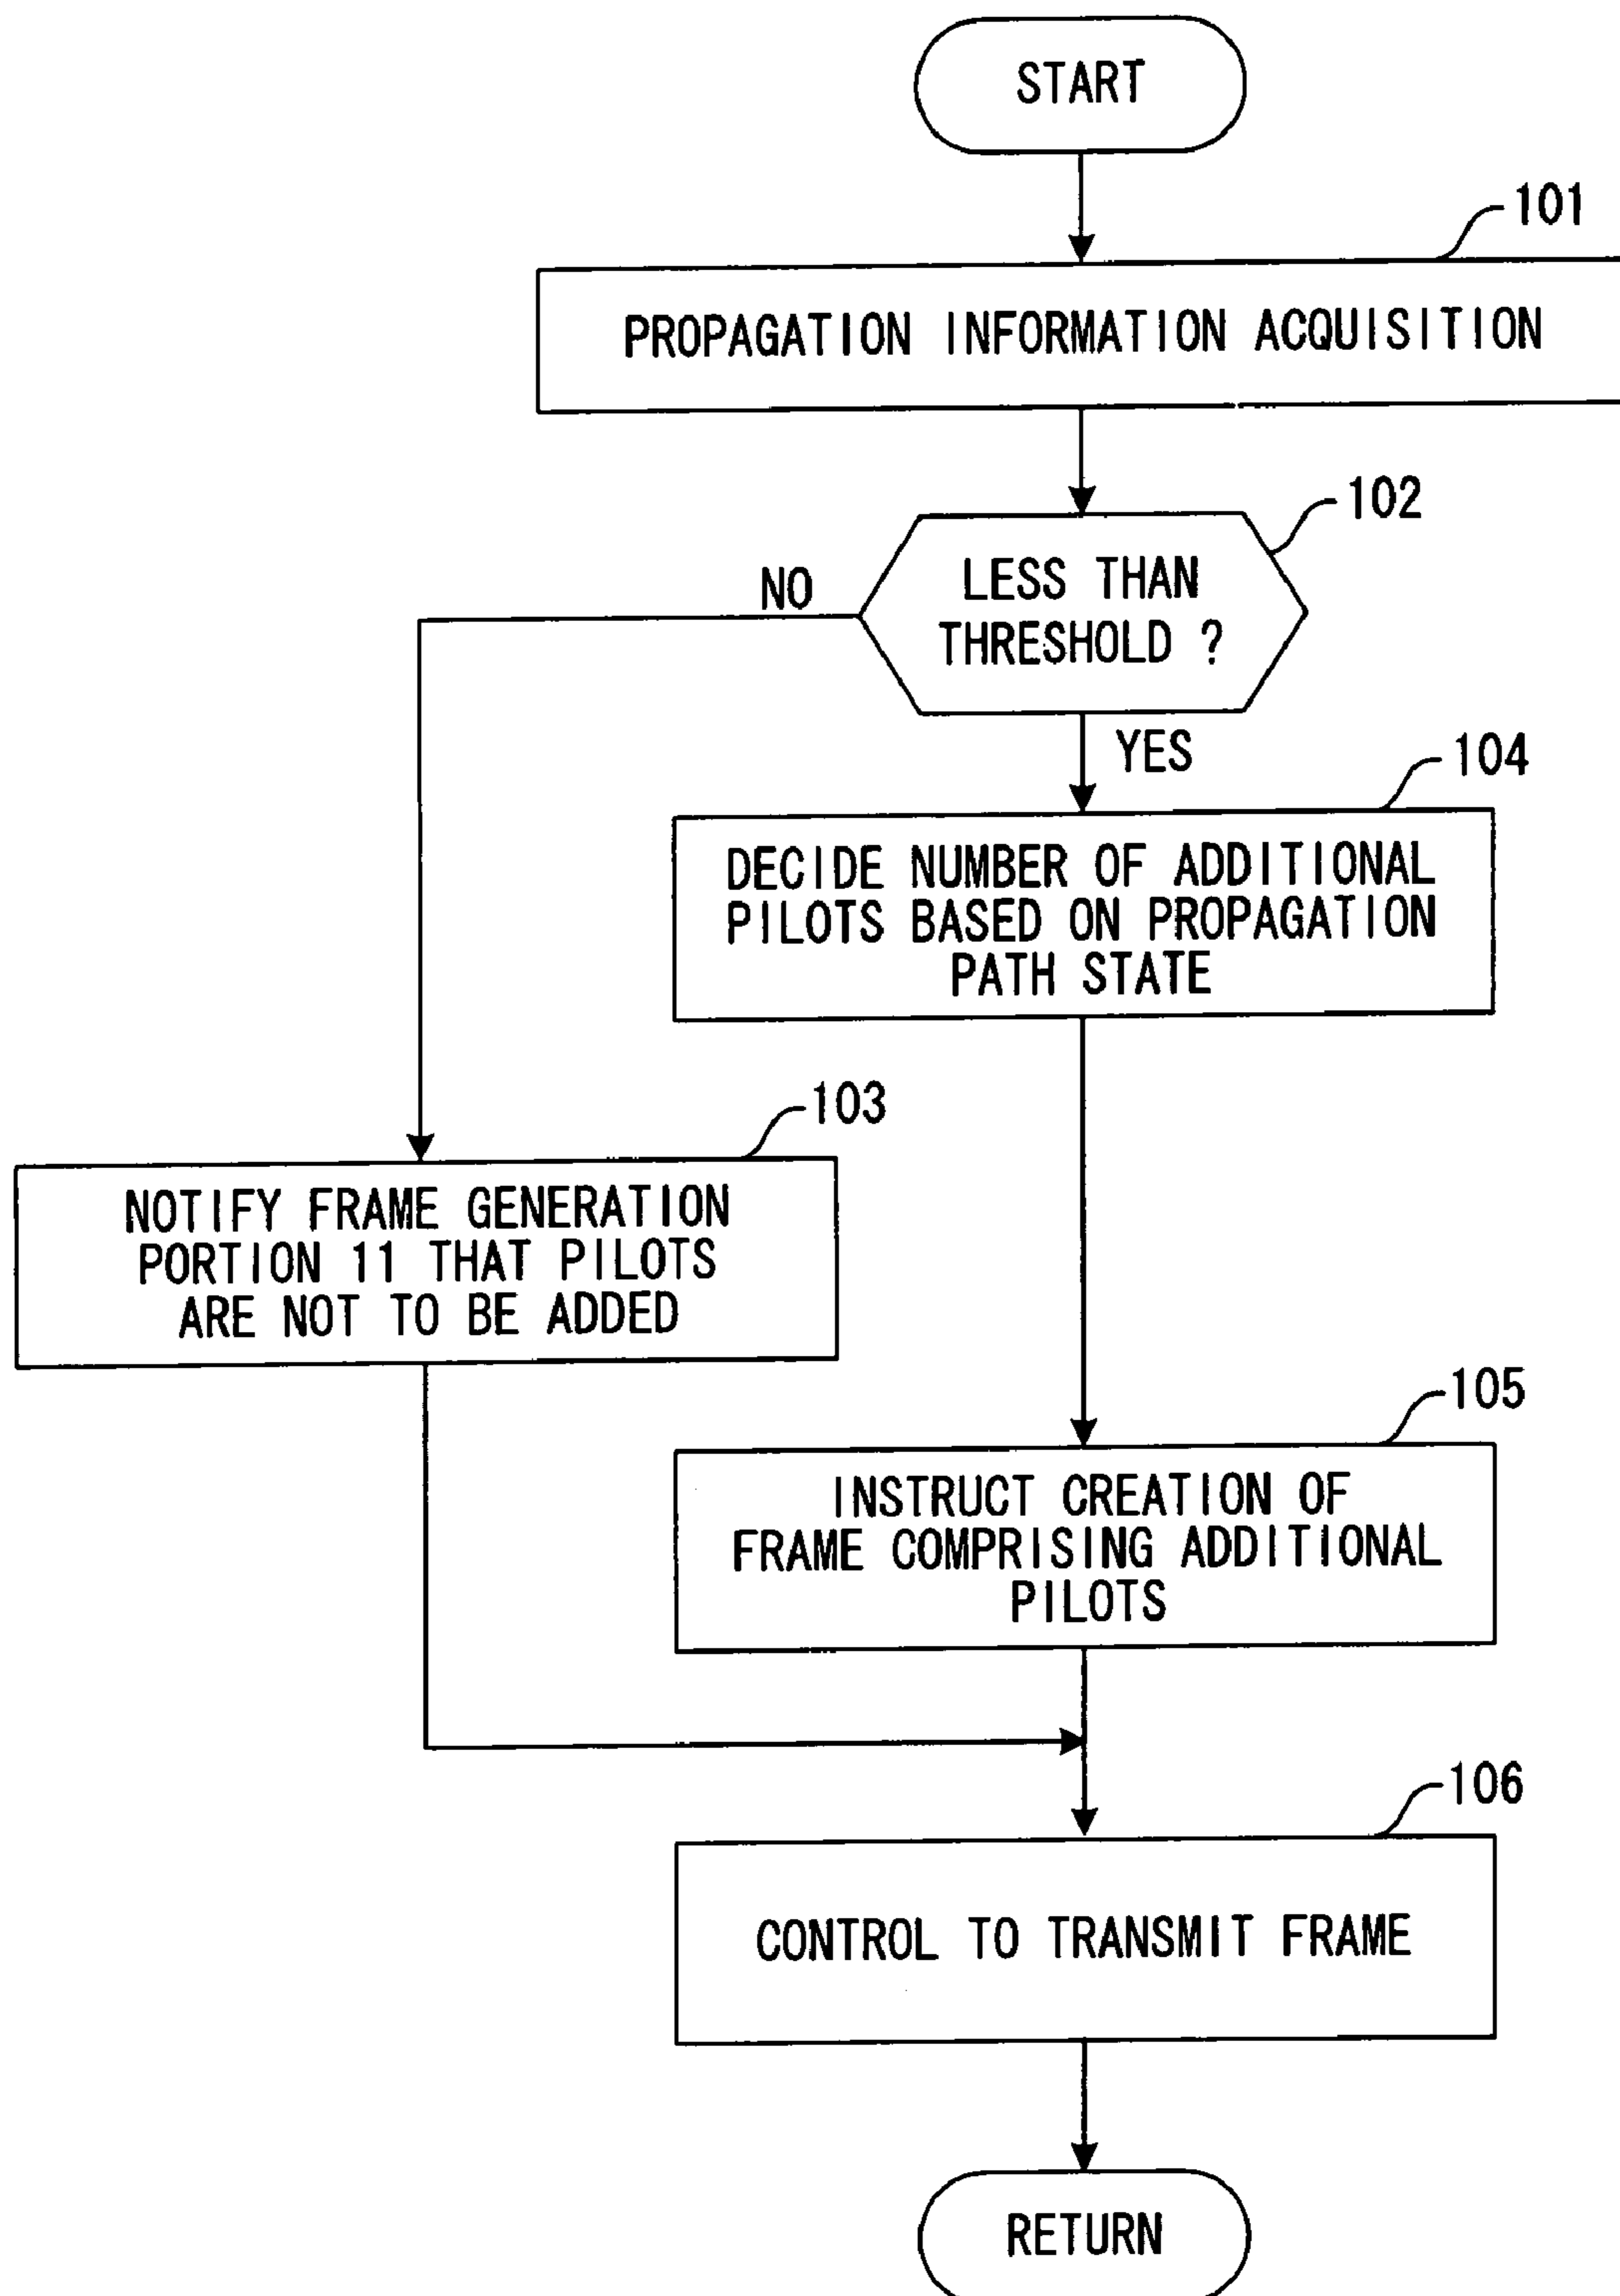 START
101
PROPAGATION INFORMATION ACQUISITION
102
LESS THAN
THRESHOLD ?
NO
YES
104
DECIDE NUMBER OF ADDITIONAL
PILOTS BASED ON PROPAGATION
PATH STATE
103
NOTIFY FRAME GENERATION
PORTION 11 THAT PILOTS
ARE NOT TO BE ADDED
105
INSTRUCT CREATION OF
FRAME COMPRISING ADDITIONAL
PILOTS
106
CONTROL TO TRANSMIT FRAME
RETURN